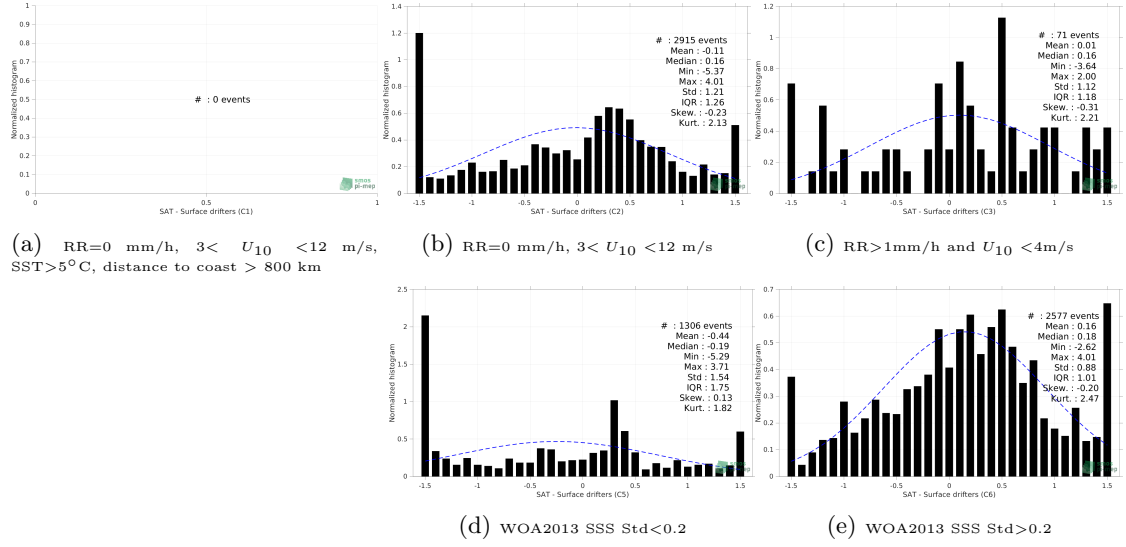 1
0.9
0.8
0.7
0.6
0.5
0.4
0.3
0.2
0.1
0
Normalized histogram
# : 0 events
smos
pi-mep
0 0.5 1
SAT - Surface drifters (C1)
(a) RR=0 mm/h, 3< U10 <12 m/s,
SST>5°C, distance to coast > 800 km
1.4
1.2
1
0.8
0.6
0.4
0.2
0
Normalized histogram
# : 2915 events
Mean : -0.11
Median : 0.16
Min : -5.37
Max : 4.01
Std : 1.21
IQR : 1.26
Skew. : -0.23
Kurt. : 2.13
pi-mep
-1.5 -1 -0.5 0 0.5 1 1.5
SAT - Surface drifters (C2)
(b) RR=0 mm/h, 3< U10 <12 m/s
1.2
1
0.8
0.6
0.4
0.2
0
Normalized histogram
# : 71 events
Mean : 0.01
Median : 0.16
Min : -3.64
Max : 2.00
Std : 1.12
IQR : 1.18
Skew. : -0.31
Kurt. : 2.21
pi-mep
-1.5 -1 -0.5 0 0.5 1 1.5
SAT - Surface drifters (C3)
(c) RR>1mm/h and U10 <4m/s
2.5
2
1.5
1
0.5
0
Normalized histogram
# : 1306 events
Mean : -0.44
Median : -0.19
Min : -5.29
Max : 3.71
Std : 1.54
IQR : 1.75
Skew. : 0.13
Kurt. : 1.82
-1.5 -1 -0.5 0 0.5 1 1.5
SAT - Surface drifters (C5)
(d) WOA2013 SSS Std<0.2
0.7
0.6
0.5
0.4
0.3
0.2
0.1
0
Normalized histogram
# : 2577 events
Mean : 0.16
Median : 0.18
Min : -2.62
Max : 4.01
Std : 0.88
IQR : 1.01
Skew. : -0.20
Kurt. : 2.47
-1.5 -1 -0.5 0 0.5 1 1.5
SAT - Surface drifters (C6)
(e) WOA2013 SSS Std>0.2